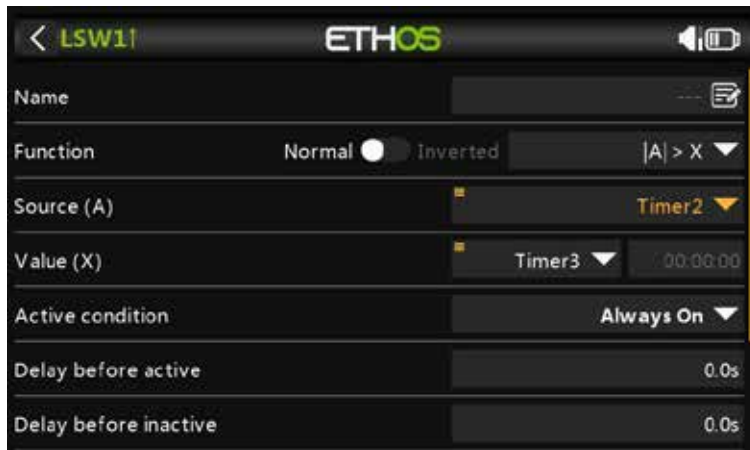 LSW1↑ ETHOS
Name ---
Function Normal Inverted |A| > X
Source (A) Timer2
Value (X) Timer3 00:00:00
Active condition Always On
Delay before active 0.0s
Delay before inactive 0.0s